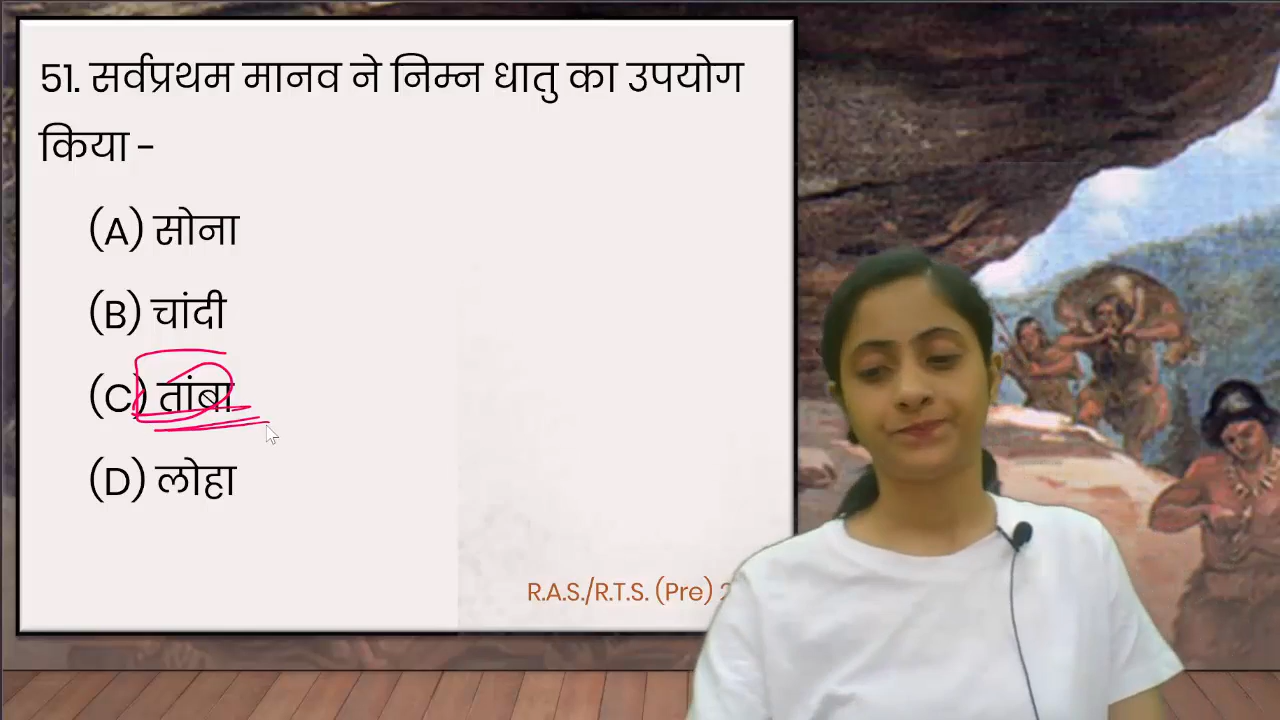 51. सर्वप्रथम मानव ने निम्न धातु का उपयोग
किया -
(A) सोना
(B) चांदी
(C) तांबा
(D) लोहा
R.A.S./R.T.S. (Pre)